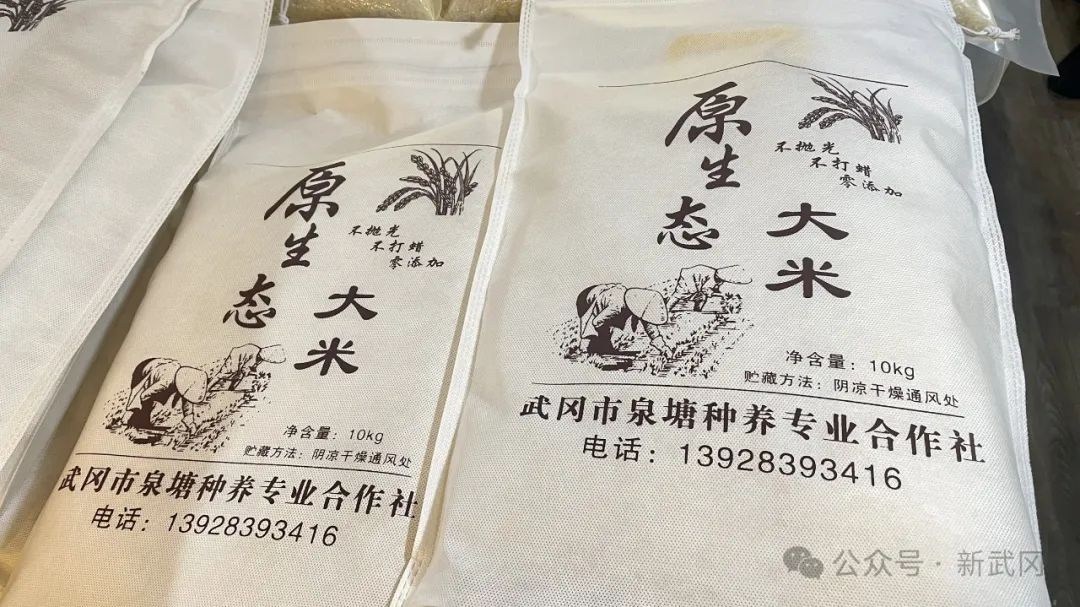 原生态
大米
不抛光
不打蜡
零添加
净含量：10kg
贮藏方法：阴凉干燥通风处
武冈市泉塘种养专业合作社
电话：13928393416
原生态
大米
不抛光
不打蜡
零添加
净含量：10kg
贮藏方法：阴凉干燥通风处
武冈市泉塘种养专业合作社
电话：13928393416
公众号·新武冈